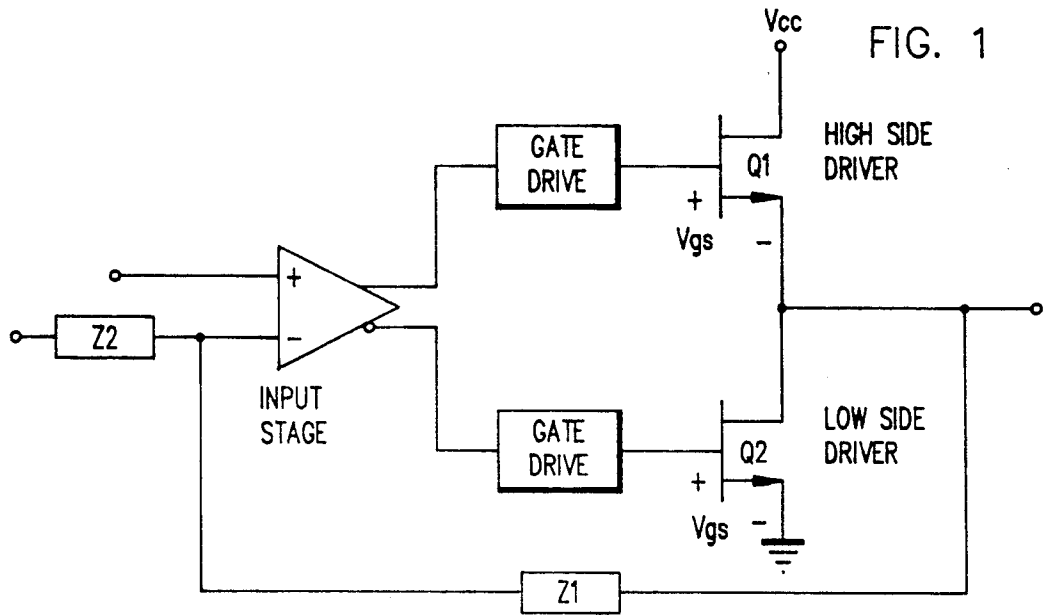 Vcc
FIG. 1
GATE
DRIVE
Q1
HIGH SIDE
DRIVER
+
Vgs
-
+
-
Z2
INPUT
STAGE
GATE
DRIVE
Q2
LOW SIDE
DRIVER
+
Vgs
-
Z1